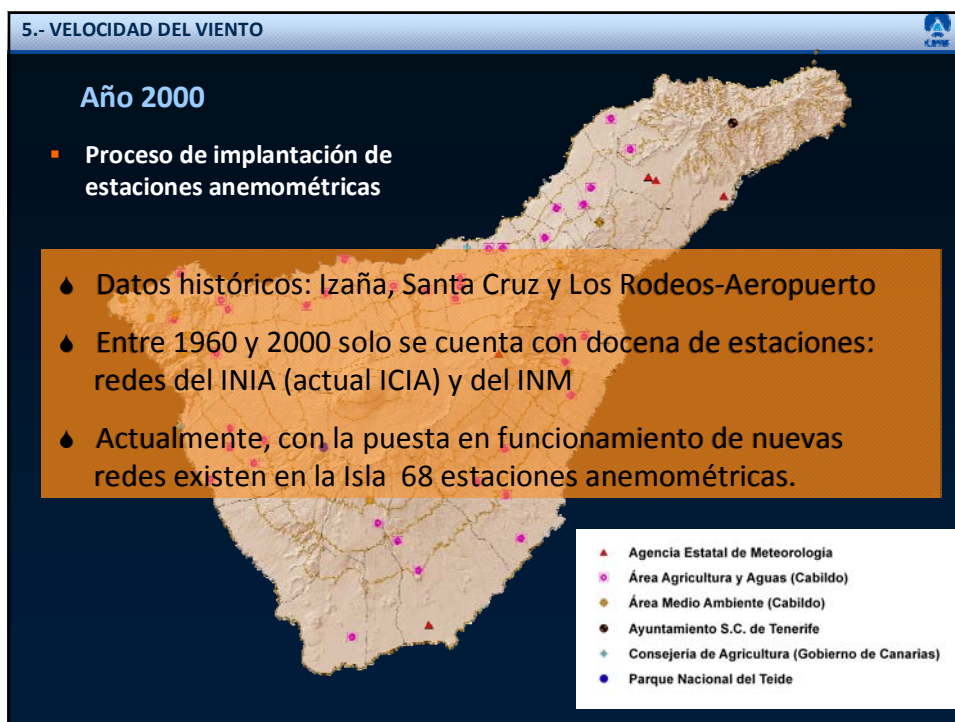 5.- VELOCIDAD DEL VIENTO
Año 2000
Proceso de implantación de
estaciones anemométricas
Datos históricos: Izaña, Santa Cruz y Los Rodeos-Aeropuerto
Entre 1960 y 2000 solo se cuenta con docena de estaciones:
redes del INIA (actual ICIA) y del INM
Actualmente, con la puesta en funcionamiento de nuevas
redes existen en la Isla 68 estaciones anemométricas.
Agencia Estatal de Meteorología
Área Agricultura y Aguas (Cabildo)
Área Medio Ambiente (Cabildo)
Ayuntamiento S.C. de Tenerife
Consejería de Agricultura (Gobierno de Canarias)
Parque Nacional del Teide